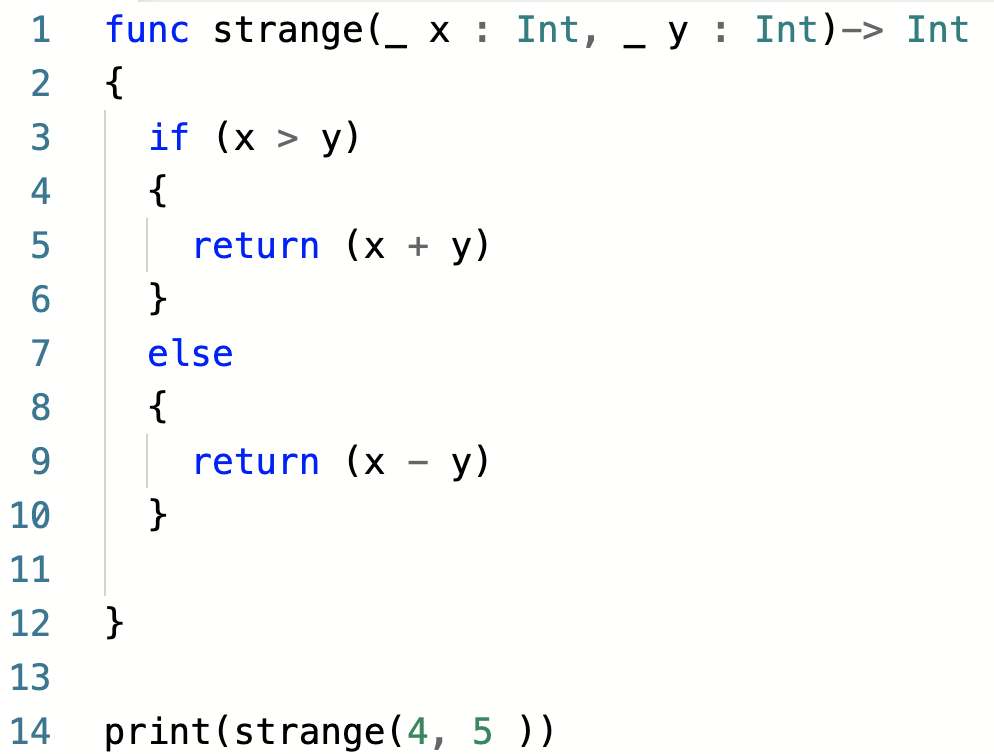 1 func strange(_ x : Int, _ y : Int)-> Int
2 {
3 if (x > y)
4 {
5 return (x + y)
6 }
7 else
8 {
9 return (x - y)
10 }
11
12 }
13
14 print(strange(4, 5 ))